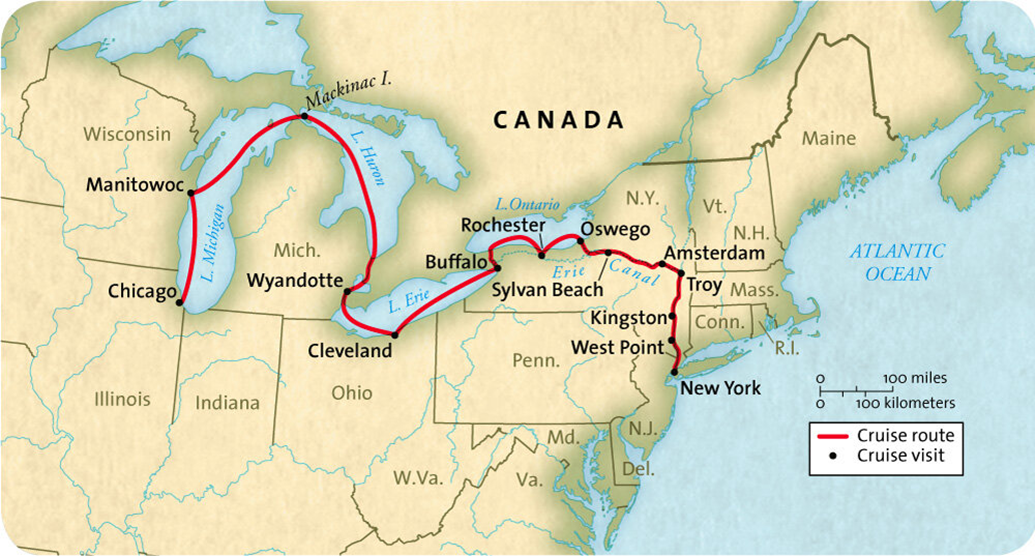 Mackinac I.
CANADA
Wisconsin
Maine
L. Huron
Manitowoc
N.Y.
L.Ontario
Vt.
Rochester
Oswego
N.H.
L. Michigan
Mich.
ATLANTIC
OCEAN
Buffalo
Amsterdam
Erie Canal
Wyandotte
Chicago
Sylvan Beach
Troy
Mass.
L. Erie
Kingston
Conn.
Cleveland
West Point
R.I.
Penn.
New York
Illinois
Indiana
Ohio
0 100 miles
0 100 kilometers
N.J.
Md.
Cruise route
Cruise visit
Del.
W.Va.
Va.